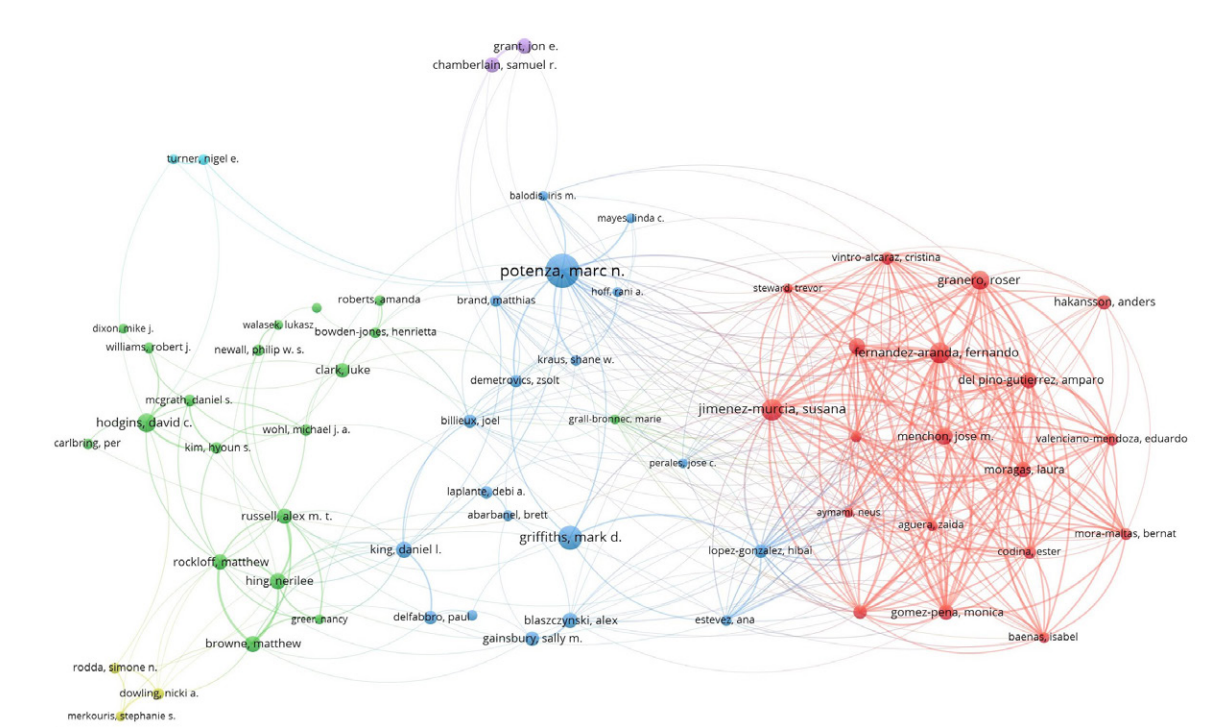 grant, jon e.
chamberlain, samuel r.
turner, nigel e.
balodis, iris m.
mayes, linda c.
vintro-alcaraz, cristina
potenza, marc n.
granero, roser
steward, trevor
hoff, rani a.
roberts, amanda
brand, matthias
hakansson, anders
walasek, lukasz
dixon, mike j.
bowden-jones, henrietta
williams, robert j.
newall, philip w. s.
fernandez-aranda, fernando
kraus, shane w.
clark, luke
demetrovics, zsolt
del pino-gutierrez, amparo
mcgrath, daniel s.
jimenez-murcia, susana
hodgins, david c.
billieux, joel
grall-bronnec, marie
wohl, michael j. a.
menchon, jose m.
valenciano-mendoza, eduardo
carlbring, per
kim, hyoun s.
perales, jose c.
moragas, laura
laplante, debi a.
aymami, neus
russell, alex m. t.
abarbanel, brett
aguera, zaida
mora-maltas, bernat
griffiths, mark d.
king, daniel l.
lopez-gonzalez, hibai
codina, ester
rockloff, matthew
hing, nerilee
gomez-pena, monica
delfabbro, paul
greer, nancy
blaszczynski, alex
estevez, ana
gainsbury, sally m.
baenas, isabel
browne, matthew
rodda, simone n.
dowling, nicki a.
merkouris, stephanie s.